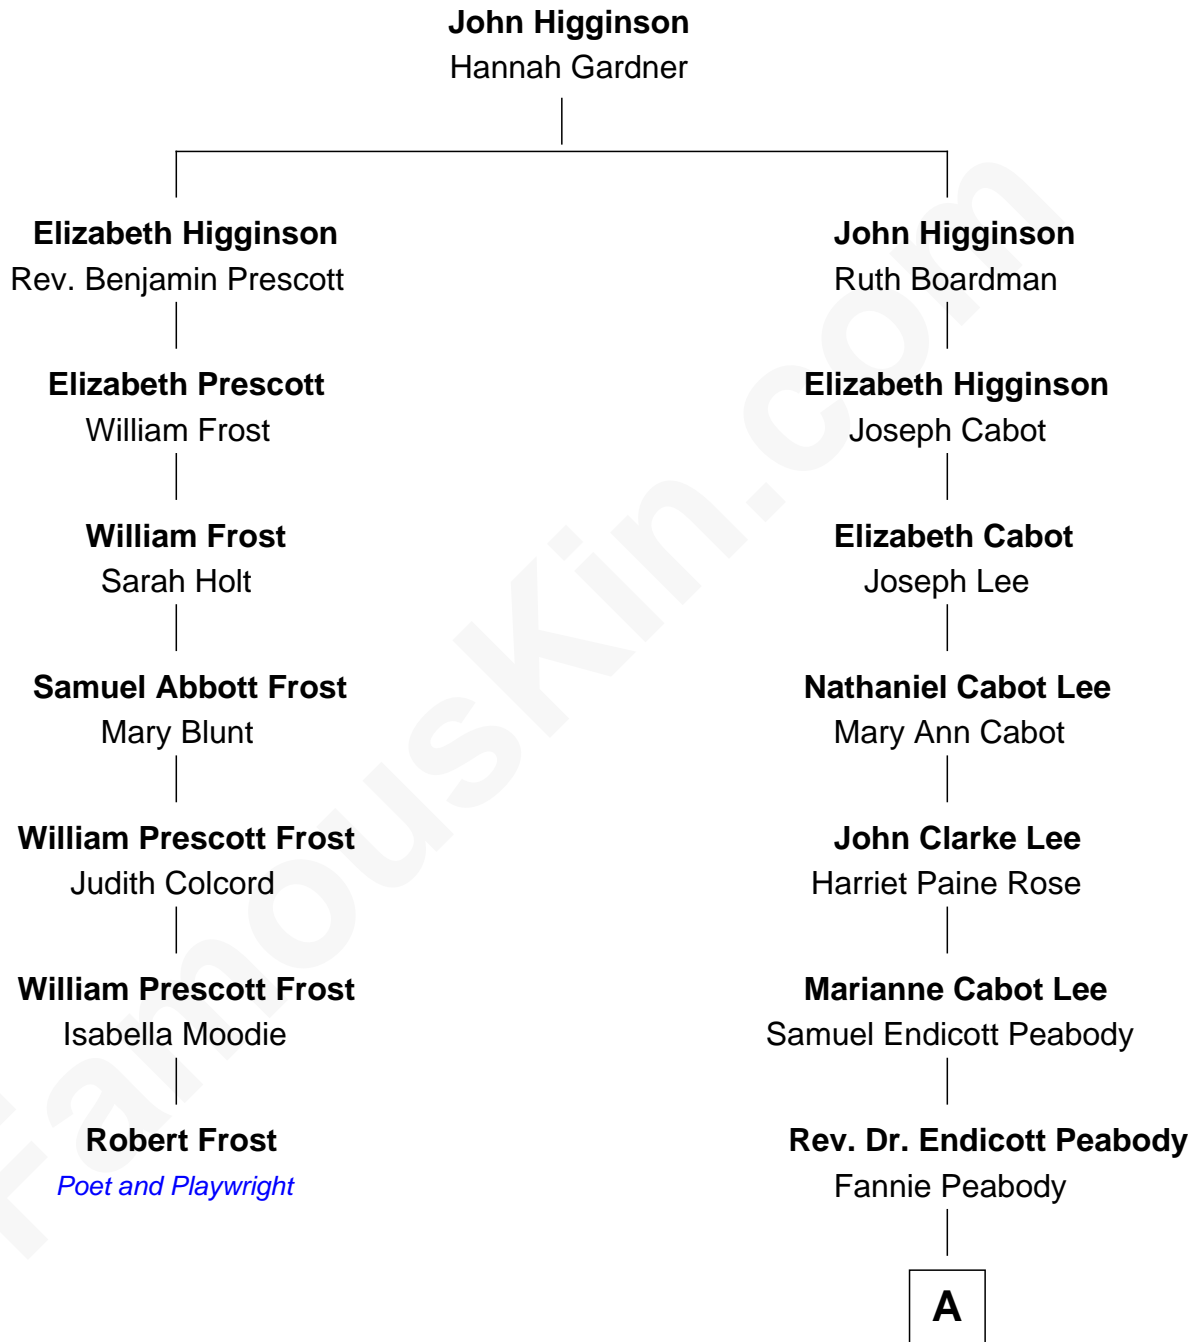 John Higginson
Hannah Gardner
Elizabeth Higginson
Rev. Benjamin Prescott
John Higginson
Ruth Boardman
Elizabeth Prescott
William Frost
Elizabeth Higginson
Joseph Cabot
William Frost
Sarah Holt
Elizabeth Cabot
Joseph Lee
Samuel Abbott Frost
Mary Blunt
Nathaniel Cabot Lee
Mary Ann Cabot
William Prescott Frost
Judith Colcord
John Clarke Lee
Harriet Paine Rose
William Prescott Frost
Isabella Moodie
Marianne Cabot Lee
Samuel Endicott Peabody
Robert Frost
Poet and Playwright
Rev. Dr. Endicott Peabody
Fannie Peabody
A
FamousKin.com